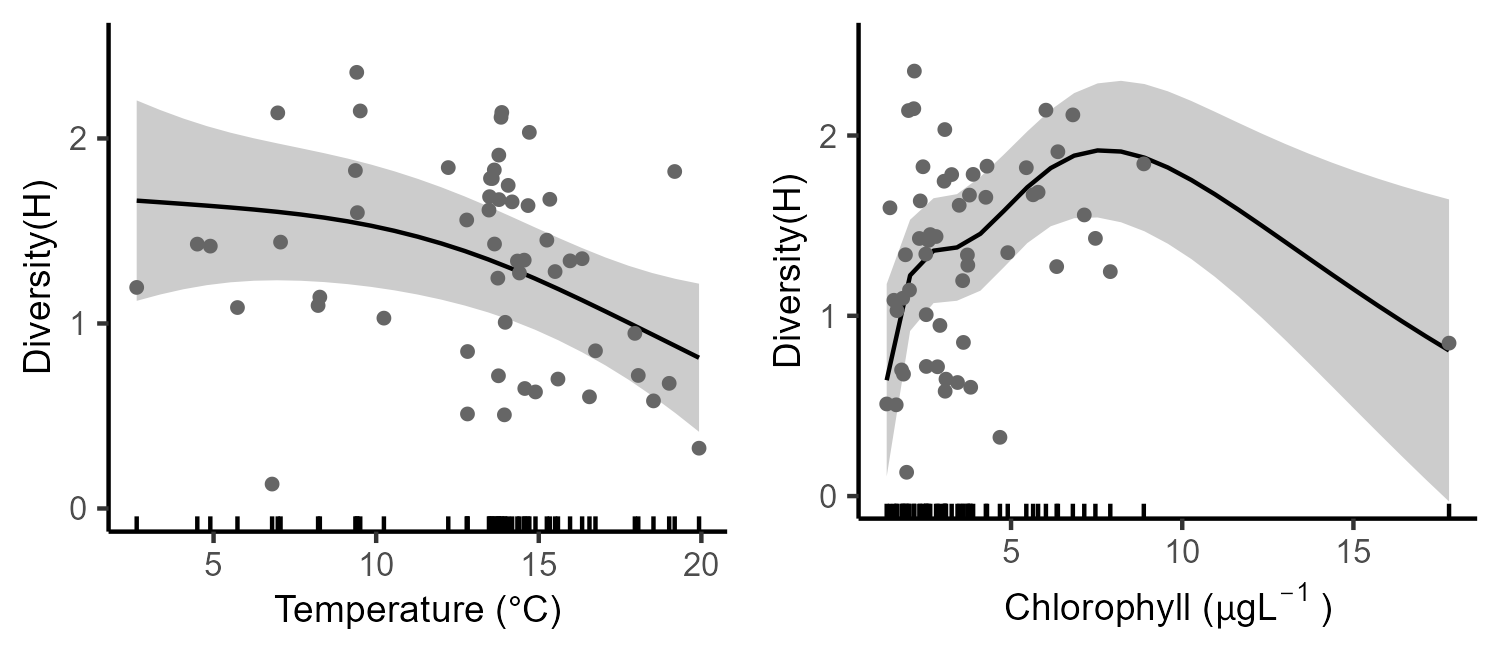 Diversity(H)
2
1
0
5 10 15 20
Temperature (°C)
Diversity(H)
2
1
0
5 10 15
Chlorophyll (µgL⁻¹ )